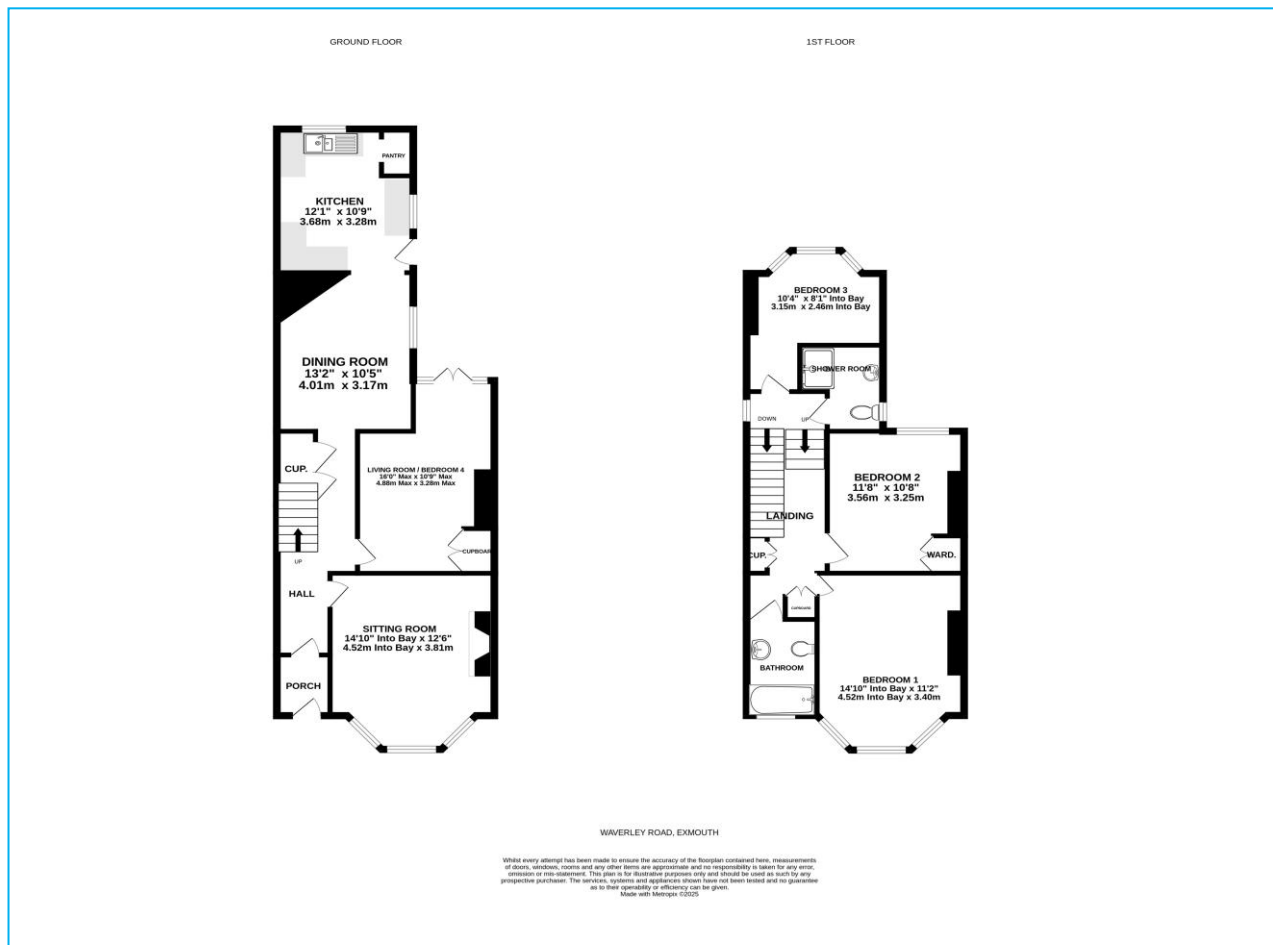 GROUND FLOOR
PANTRY
KITCHEN
12'1" x 10'9"
3.68m x 3.28m
DINING ROOM
13'2" x 10'5"
4.01m x 3.17m
CUP.
LIVING ROOM / BEDROOM 4
16'0" Max x 10'9" Max
4.88m Max x 3.28m Max
CUPBOAR
UP
HALL
SITTING ROOM
14'10" Into Bay x 12'6"
4.52m Into Bay x 3.81m
PORCH
1ST FLOOR
BEDROOM 3
10'4" x 8'1" Into Bay
3.15m x 2.46m Into Bay
SHOWER ROOM
DOWN
UP
BEDROOM 2
11'8" x 10'8"
3.56m x 3.25m
LANDING
CUP.
WARD.
CUPBOARD
BATHROOM
BEDROOM 1
14'10" Into Bay x 11'2"
4.52m Into Bay x 3.40m
WAVERLEY ROAD, EXMOUTH
Whilst every attempt has been made to ensure the accuracy of the floorplan contained here, measurements
of doors, windows, rooms and any other items are approximate and no responsibility is taken for any error,
omission or mis-statement. This plan is for illustrative purposes only and should be used as such by any
prospective purchaser. The services, systems and appliances shown have not been tested and no guarantee
as to their operability or efficiency can be given.
Made with Metropix ©2025